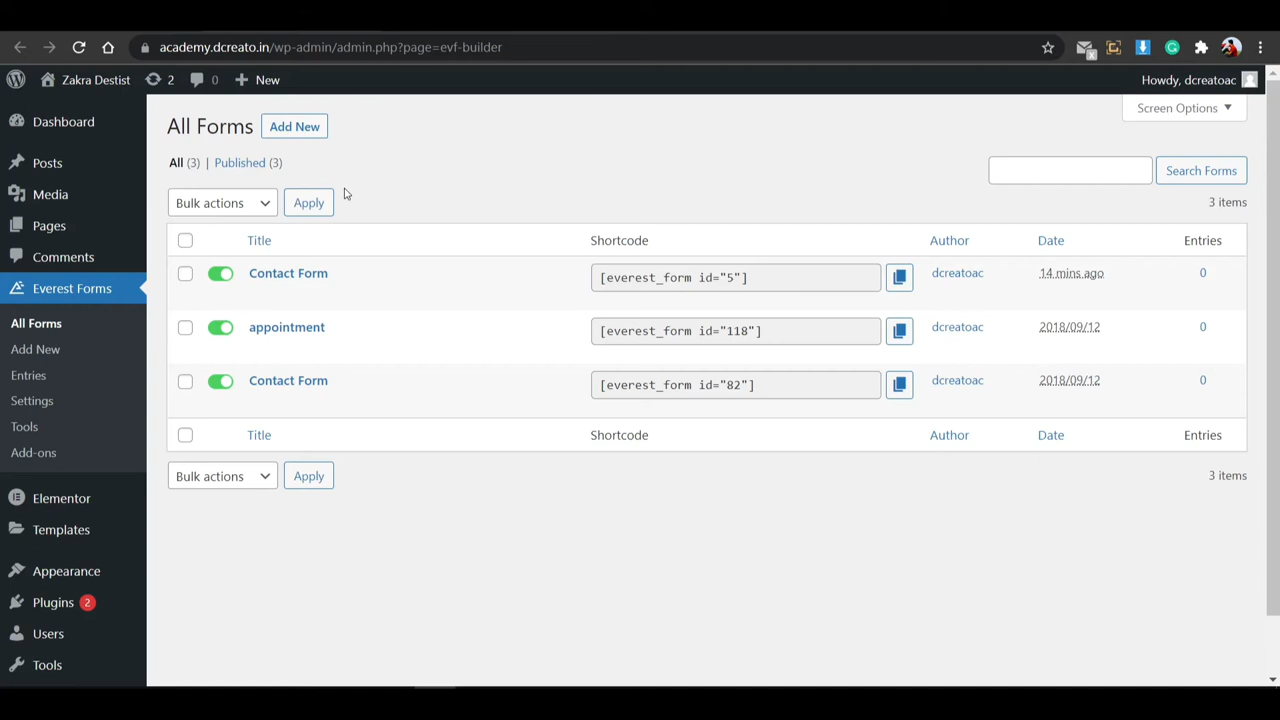 academy.dcreato.in/wp-admin/admin.php?page=evf-builder
Zakra Destist 2 0 New Howdy, dcreatoac
Screen Options
Dashboard
Posts
Media
Pages
Comments
Everest Forms
All Forms
Add New
Entries
Settings
Tools
Add-ons
Elementor
Templates
Appearance
Plugins 2
Users
Tools
All Forms Add New
All (3) | Published (3)
Search Forms
Bulk actions Apply 3 items
Title Shortcode Author Date Entries
Contact Form [everest_form id="5"] dcreatoac 14 mins ago 0
appointment [everest_form id="118"] dcreatoac 2018/09/12 0
Contact Form [everest_form id="82"] dcreatoac 2018/09/12 0
Title Shortcode Author Date Entries
Bulk actions Apply 3 items